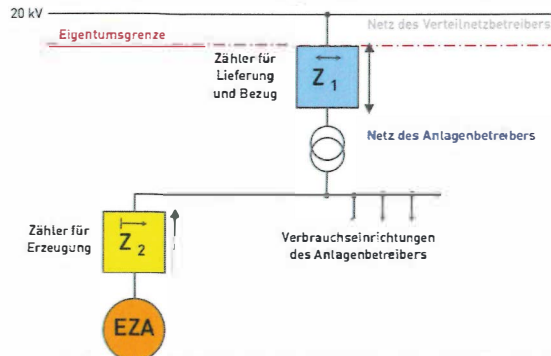 20 kV
Netz des Verteilnetzbetreibers
Eigentumsgrenze
Zähler für
Lieferung
und Bezug
Z 1
Netz des Anlagenbetreibers
Zähler für
Erzeugung
Z 2
Verbrauchseinrichtungen
des Anlagenbetreibers
EZA